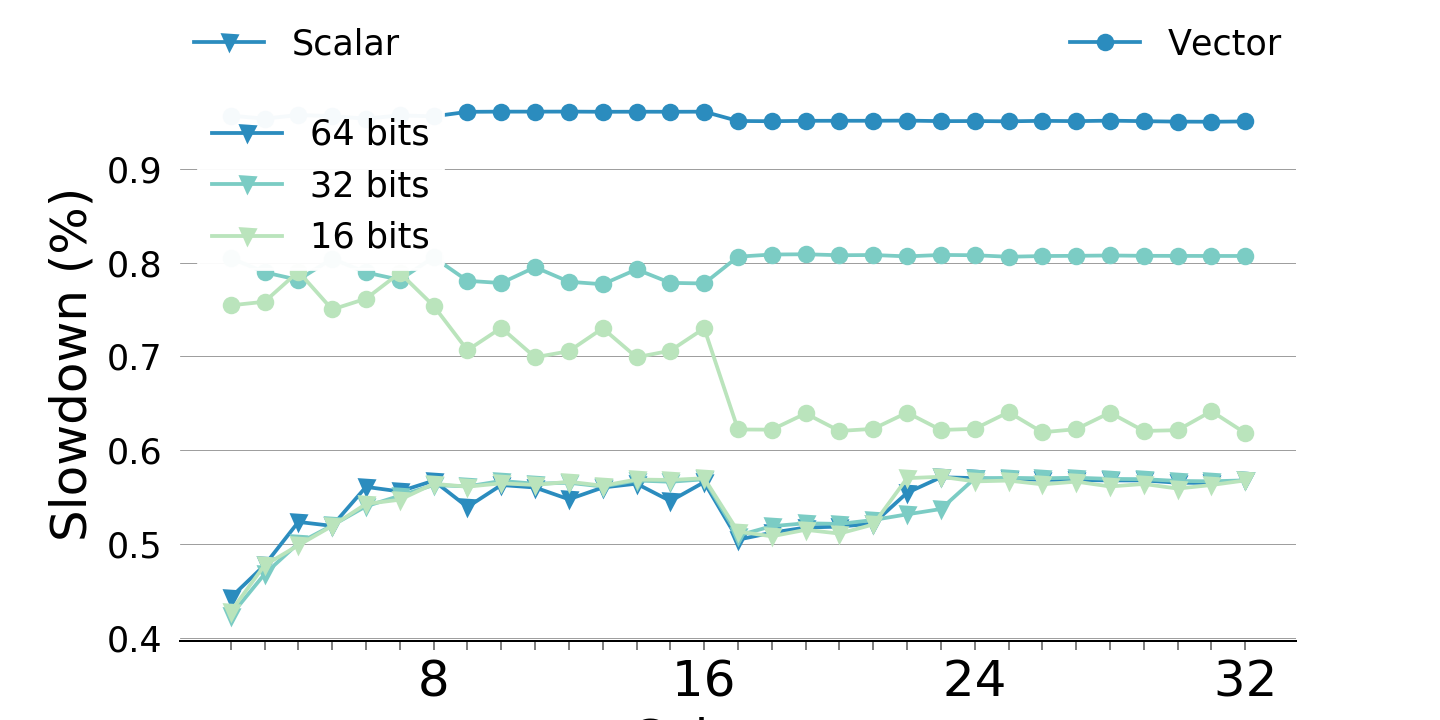 Scalar Vector
64 bits
32 bits
16 bits
Slowdown (%)
0.9
0.8
0.7
0.6
0.5
0.4
8 16 24 32